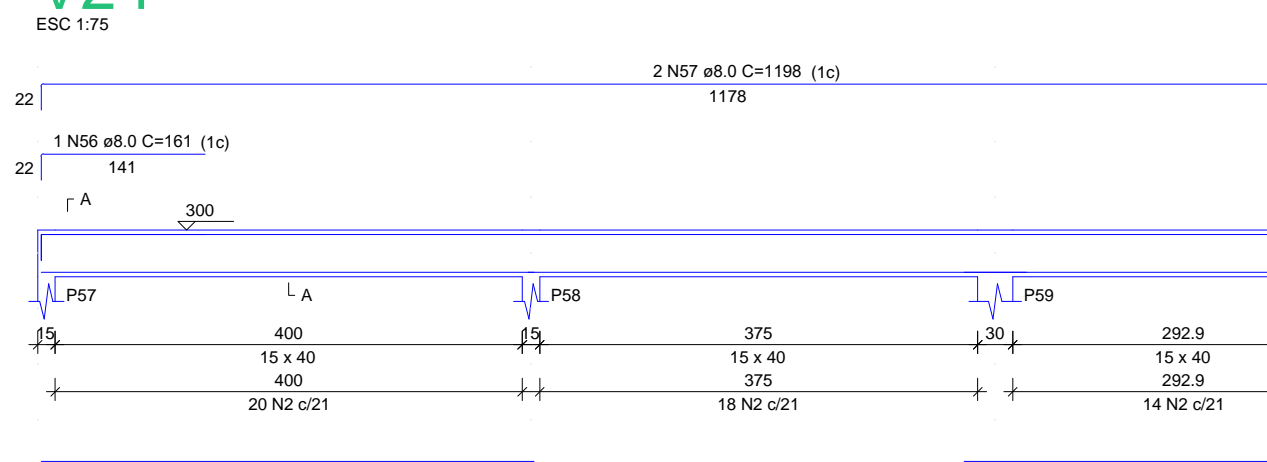 ESC 1:75
2 N57 ø8.0 C=1198 (1c)
22
1178
1 N56 ø8.0 C=161 (1c)
22
141
A
300
P57
A
P58
P59
15 400 15 375 30 292.9
15 x 40 15 x 40 15 x 40
400 375 292.9
20 N2 c/21 18 N2 c/21 14 N2 c/21